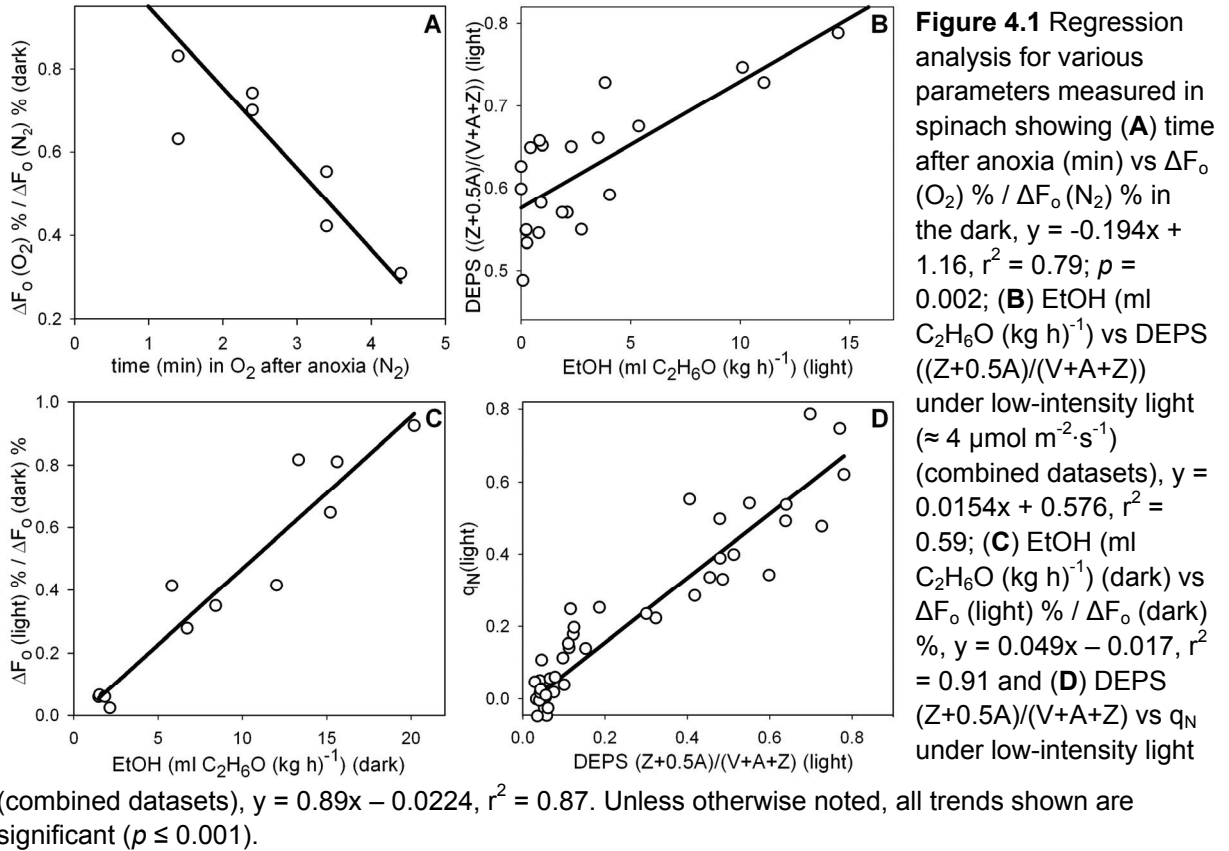 A
ΔFₒ (O₂) % / ΔFₒ (N₂) % (dark)
0.8
0.6
0.4
0.2
0 1 2 3 4 5
time (min) in O₂ after anoxia (N₂)
B
DEPS ((Z+0.5A)/(V+A+Z)) (light)
0.8
0.7
0.6
0.5
0 5 10 15
EtOH (ml C₂H₆O (kg h)⁻¹) (light)
C
ΔFₒ (light) % / ΔFₒ (dark) %
1.0
0.8
0.6
0.4
0.2
0.0
0 5 10 15 20
EtOH (ml C₂H₆O (kg h)⁻¹) (dark)
D
q_N(light)
0.8
0.6
0.4
0.2
0.0
0.0 0.2 0.4 0.6 0.8
DEPS (Z+0.5A)/(V+A+Z) (light)
Figure 4.1 Regression
analysis for various
parameters measured in
spinach showing (A) time
after anoxia (min) vs ΔFₒ
(O₂) % / ΔFₒ (N₂) % in
the dark, y = -0.194x +
1.16, r² = 0.79; p =
0.002; (B) EtOH (ml
C₂H₆O (kg h)⁻¹) vs DEPS
((Z+0.5A)/(V+A+Z))
under low-intensity light
(≈ 4 µmol m⁻²·s⁻¹)
(combined datasets), y =
0.0154x + 0.576, r² =
0.59; (C) EtOH (ml
C₂H₆O (kg h)⁻¹) (dark) vs
ΔFₒ (light) % / ΔFₒ (dark)
%, y = 0.049x – 0.017, r²
= 0.91 and (D) DEPS
(Z+0.5A)/(V+A+Z) vs q_N
under low-intensity light
(combined datasets), y = 0.89x – 0.0224, r² = 0.87. Unless otherwise noted, all trends shown are
significant (p ≤ 0.001).